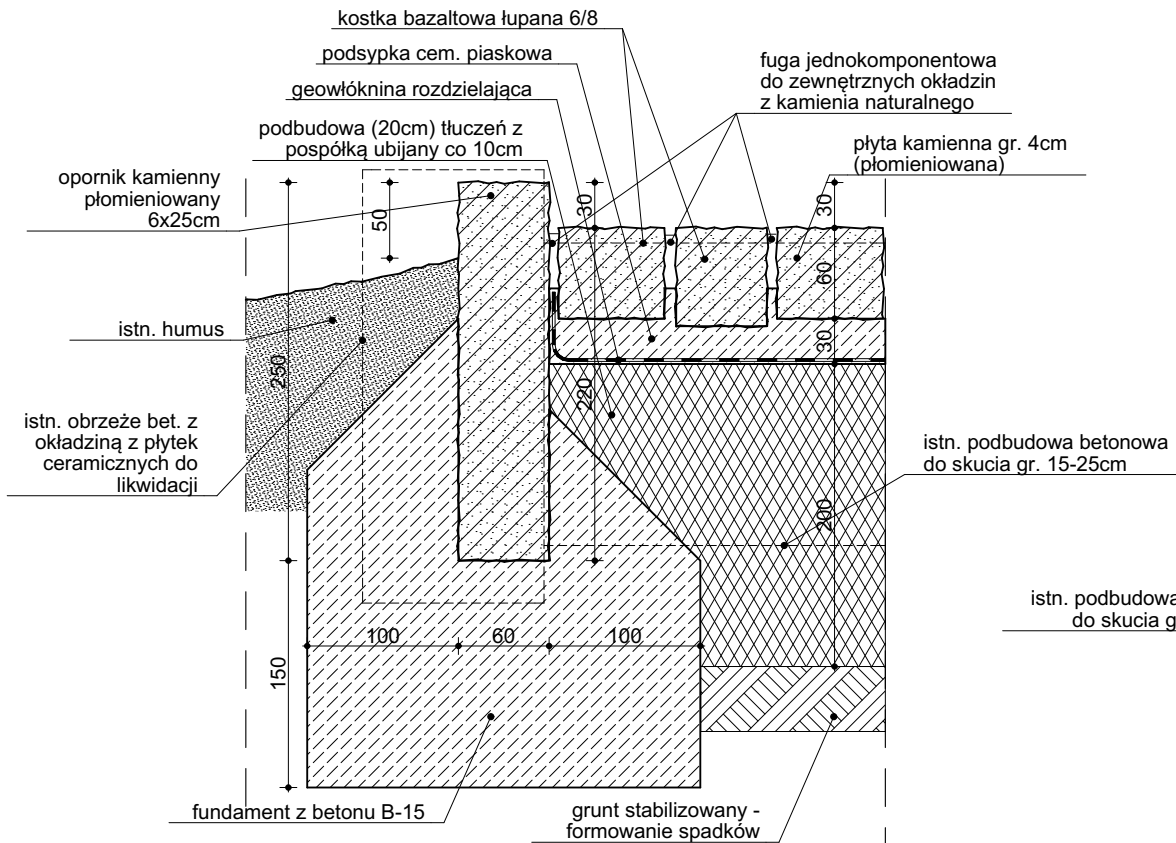 kostka bazaltowa łupana 6/8
podsypka cem. piaskowa
geowłóknina rozdzielająca
podbudowa (20cm) tłuczeń z
pospółką ubijany co 10cm
opornik kamienny
płomieniowany
6x25cm
fuga jednokomponentowa
do zewnętrznych okładzin
z kamienia naturalnego
płyta kamienna gr. 4cm
(płomieniowana)
50
30
30
60
30
istn. humus
250
220
istn. obrzeże bet. z
okładziną z płytek
ceramicznych do
likwidacji
istn. podbudowa betonowa
do skucia gr. 15-25cm
200
istn. podbudowa
do skucia g
100
60
100
150
fundament z betonu B-15
grunt stabilizowany -
formowanie spadków